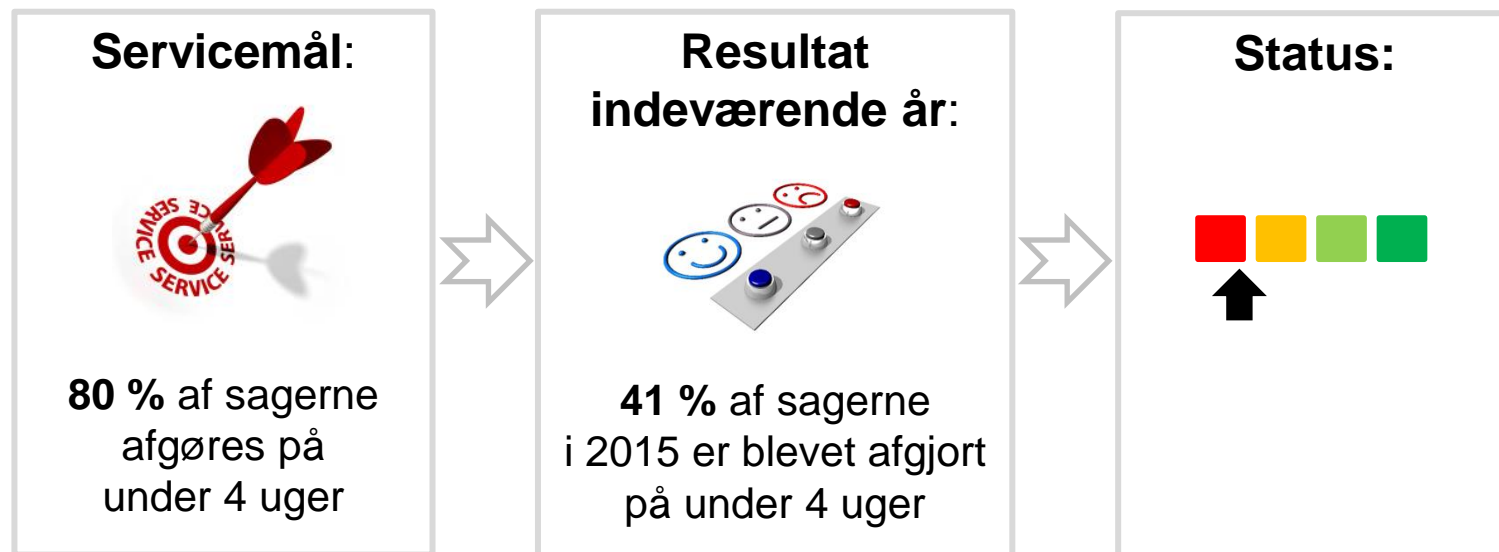 Servicemål:
SERVICE SERVICE SERVICE SERVICE
80 % af sagerne
afgøres på
under 4 uger
Resultat
indeværende år:
41 % af sagerne
i 2015 er blevet afgjort
på under 4 uger
Status: